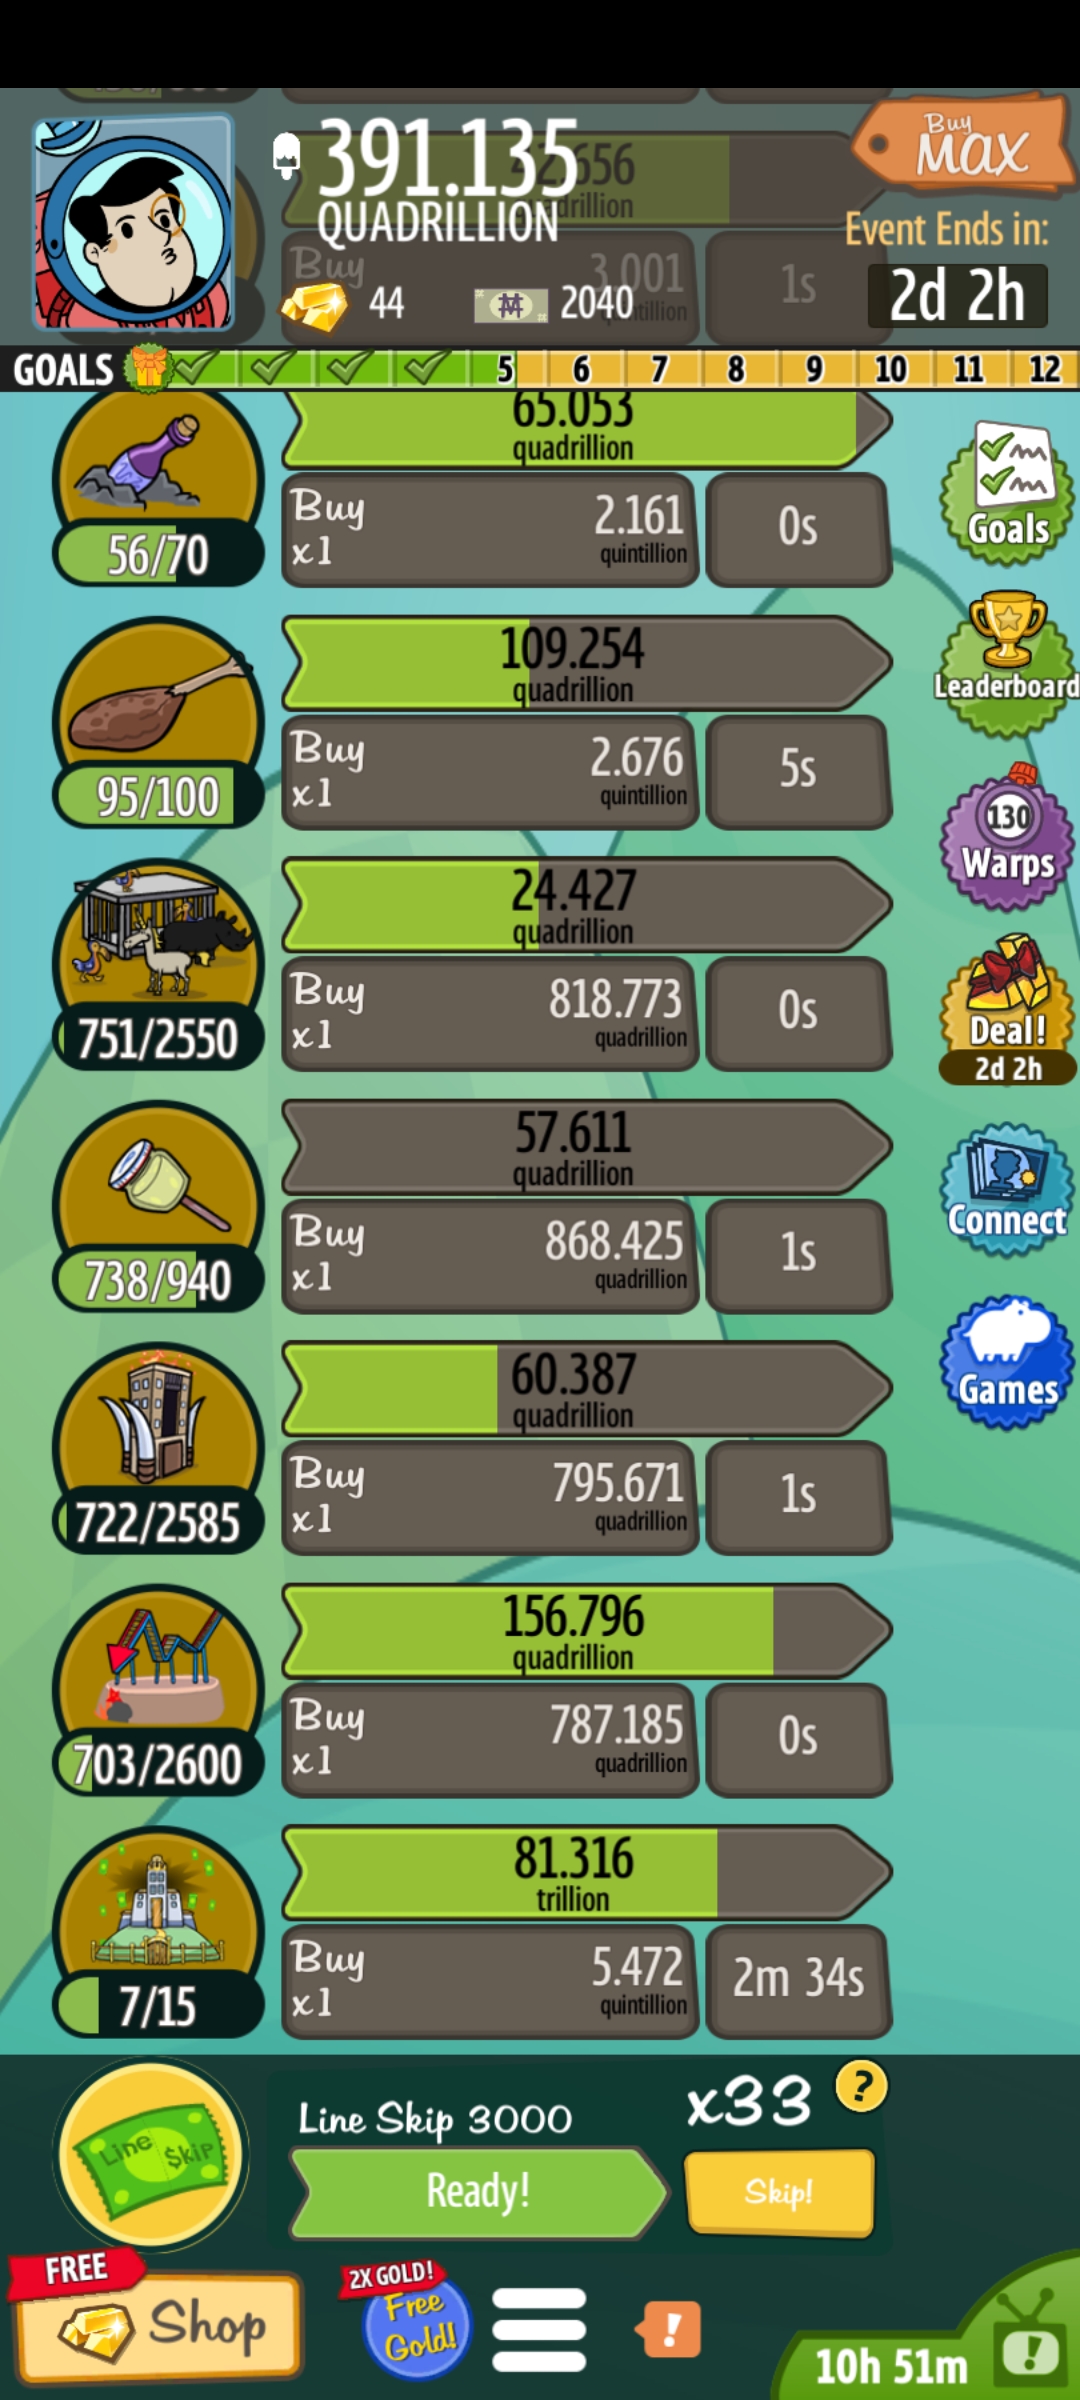 391.135
QUADRILLION
Buy
MAX
Event Ends in:
2d 2h
44
2040
Buy
3.001
1s
GOALS
5 6 7 8 9 10 11 12
65.053
quadrillion
56/70
Buy
x1
2.161
quintillion
0s
Goals
Leaderboard
109.254
quadrillion
95/100
Buy
x1
2.676
quintillion
5s
130
Warps
24.427
quadrillion
751/2550
Buy
x1
818.773
quadrillion
0s
Deal!
2d 2h
57.611
quadrillion
738/940
Buy
x1
868.425
quadrillion
1s
Connect
60.387
quadrillion
722/2585
Buy
x1
795.671
quadrillion
1s
Games
156.796
quadrillion
703/2600
Buy
x1
787.185
quadrillion
0s
81.316
trillion
7/15
Buy
x1
5.472
quintillion
2m 34s
Line $kip
Line Skip 3000
x33
?
Ready!
Skip!
FREE
Shop
2X GOLD!
Free
Gold!
!
10h 51m
!